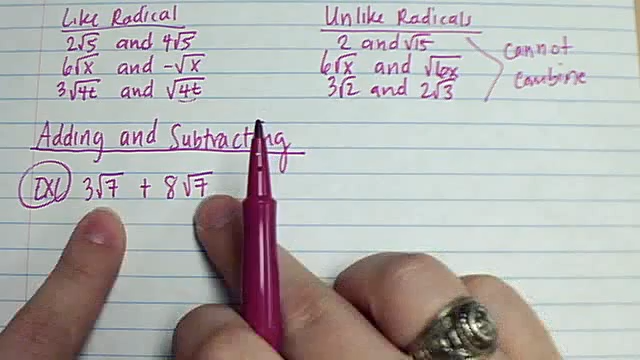 Like Radical
2√5 and 4√5
6√x and -√x
3√4t and √4t
Unlike Radicals
2 and √15
6√x and √6x
3√2 and 2√3
cannot
combine
Adding and Subtracting
EX1 3√7 + 8√7